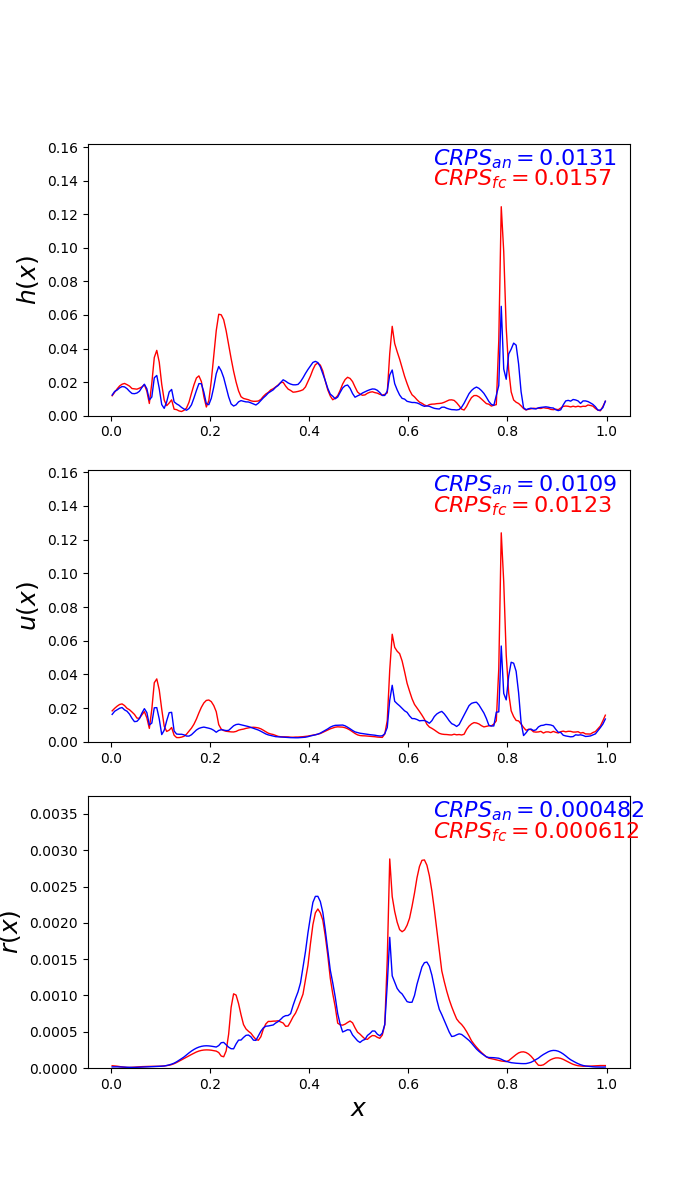 0.16
CRPS_an = 0.0131
CRPS_fc = 0.0157
0.14
0.12
0.10
h(x)
0.08
0.06
0.04
0.02
0.00
0.0 0.2 0.4 0.6 0.8 1.0
0.16
CRPS_an = 0.0109
CRPS_fc = 0.0123
0.14
0.12
0.10
u(x)
0.08
0.06
0.04
0.02
0.00
0.0 0.2 0.4 0.6 0.8 1.0
CRPS_an = 0.000482
0.0035
CRPS_fc = 0.000612
0.0030
0.0025
0.0020
r(x)
0.0015
0.0010
0.0005
0.0000
0.0 0.2 0.4 0.6 0.8 1.0
x